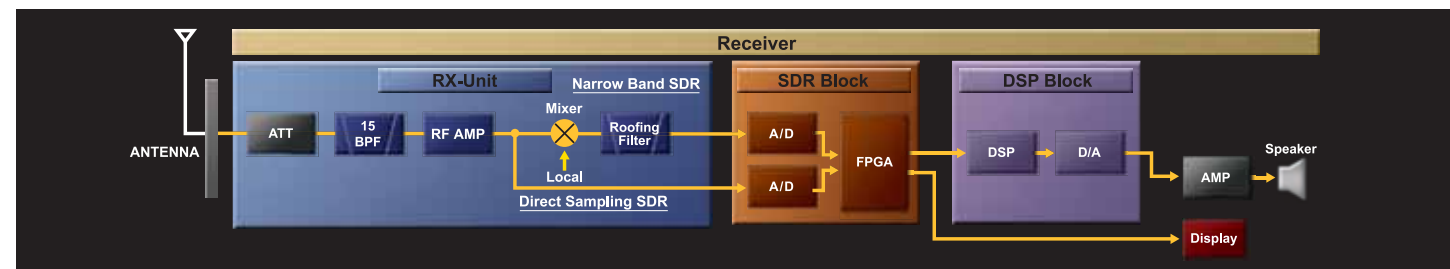 Receiver
RX-Unit
Narrow Band SDR
SDR Block
DSP Block
ANTENNA
ATT
15
BPF
RF AMP
Mixer
Local
Roofing
Filter
Direct Sampling SDR
A/D
A/D
FPGA
DSP
D/A
AMP
Speaker
Display